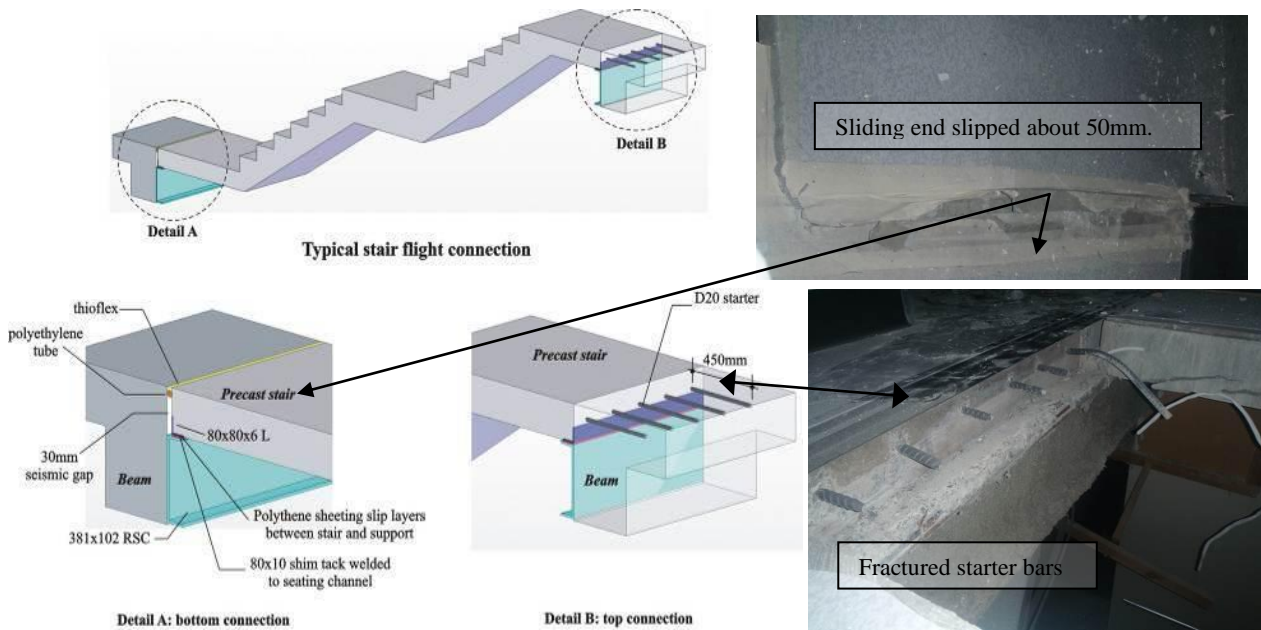 Detail A
Detail B
Typical stair flight connection
Sliding end slipped about 50mm.
thioflex
polyethylene
tube
Precast stair
80x80x6 L
30mm
seismic gap
Beam
Polythene sheeting slip layers
between stair and support
381x102 RSC
80x10 shim tack welded
to seating channel
Detail A: bottom connection
D20 starter
450mm
Precast stair
Beam
Detail B: top connection
Fractured starter bars